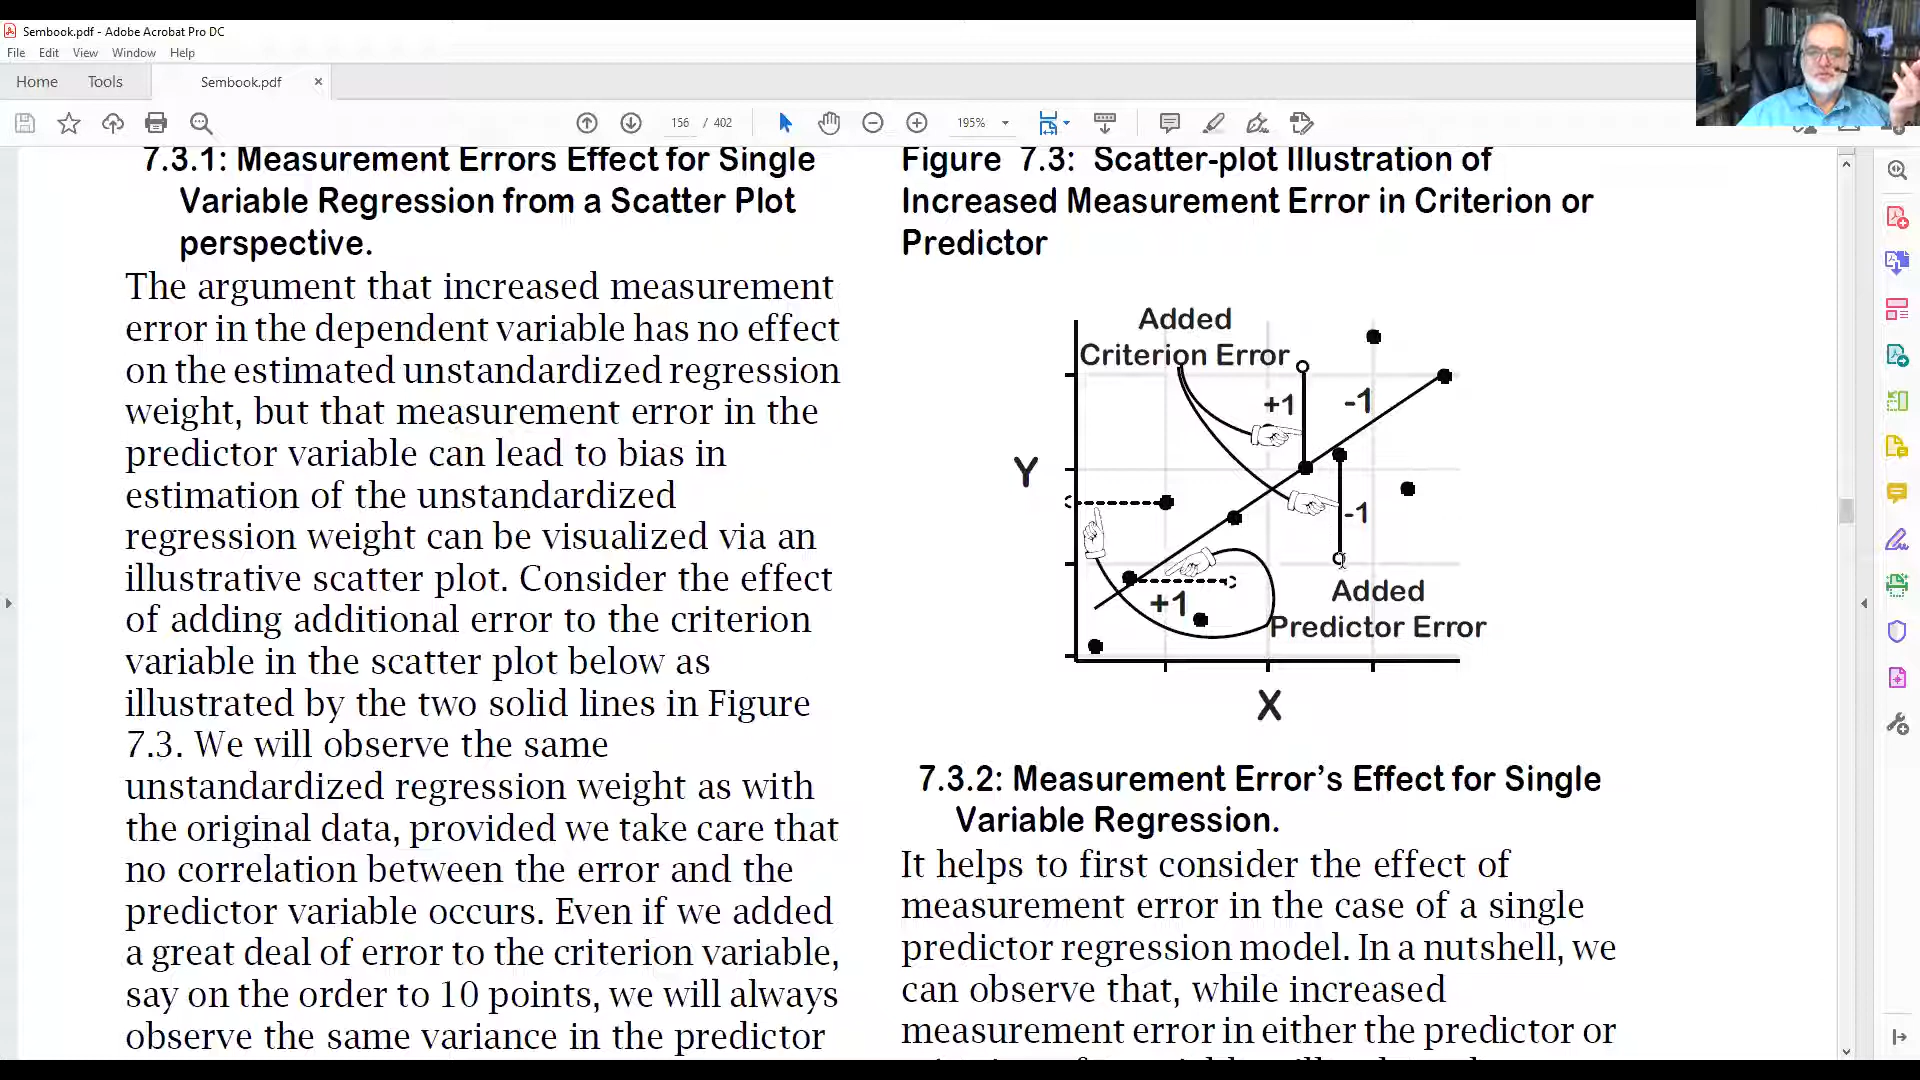 Sembook.pdf - Adobe Acrobat Pro DC
File Edit View Window Help
Home Tools Sembook.pdf ×
156 / 402 195%
7.3.1: Measurement Errors Effect for Single
Variable Regression from a Scatter Plot
perspective.
The argument that increased measurement
error in the dependent variable has no effect
on the estimated unstandardized regression
weight, but that measurement error in the
predictor variable can lead to bias in
estimation of the unstandardized
regression weight can be visualized via an
illustrative scatter plot. Consider the effect
of adding additional error to the criterion
variable in the scatter plot below as
illustrated by the two solid lines in Figure
7.3. We will observe the same
unstandardized regression weight as with
the original data, provided we take care that
no correlation between the error and the
predictor variable occurs. Even if we added
a great deal of error to the criterion variable,
say on the order to 10 points, we will always
observe the same variance in the predictor
Figure 7.3: Scatter-plot Illustration of
Increased Measurement Error in Criterion or
Predictor
Added
Criterion Error
+1
-1
Y
-1
+1
Added
Predictor Error
X
7.3.2: Measurement Error’s Effect for Single
Variable Regression.
It helps to first consider the effect of
measurement error in the case of a single
predictor regression model. In a nutshell, we
can observe that, while increased
measurement error in either the predictor or